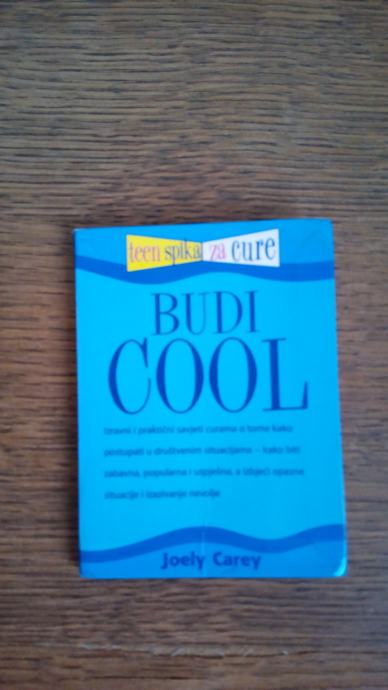 teen spika za cure
BUDI
COOL
Izravni i praktični savjeti curama o tome kako
postupati u društvenim situacijama – kako biti
zabavna, popularna i uspješna, a izbjeći opasne
situacije i izazivanje nevolje
Joely Carey